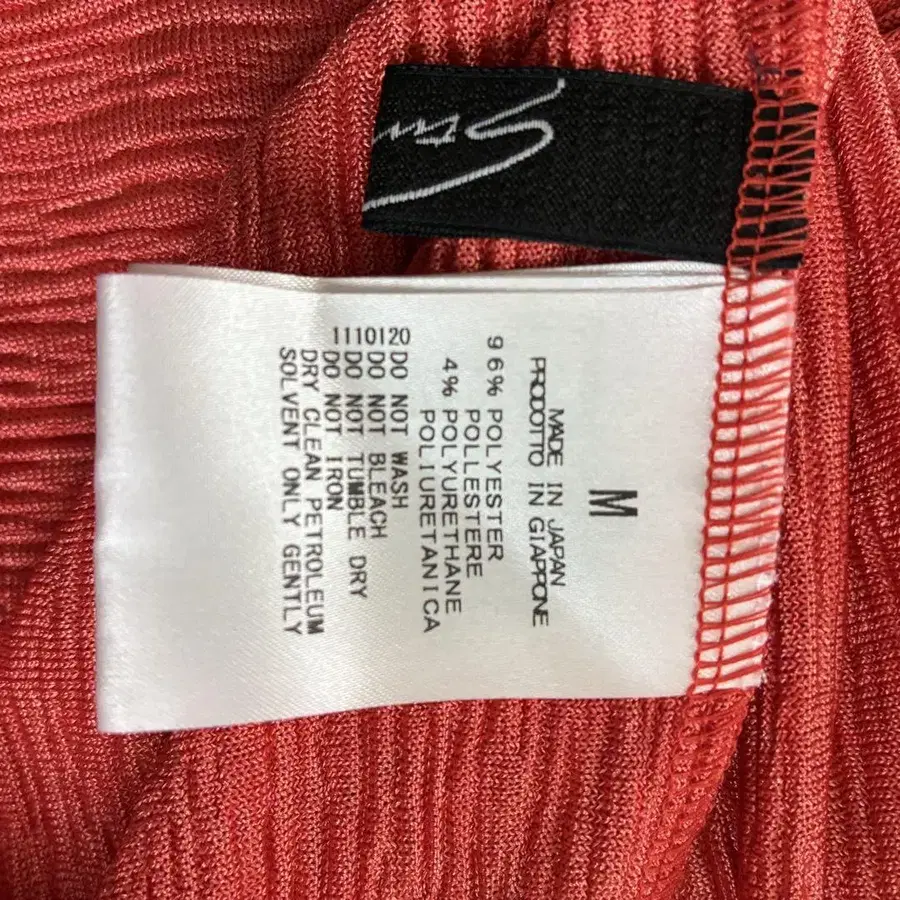 M
MADE IN JAPAN
PRODOTTO IN GIAPPONE
96% POLYESTER
POLLESTERE
4% POLYURETHANE
POLIURETANICA
1110120
DO NOT WASH
DO NOT BLEACH
DO NOT TUMBLE DRY
DO NOT IRON
DRY CLEAN PETROLEUM
SOLVENT ONLY GENTLY